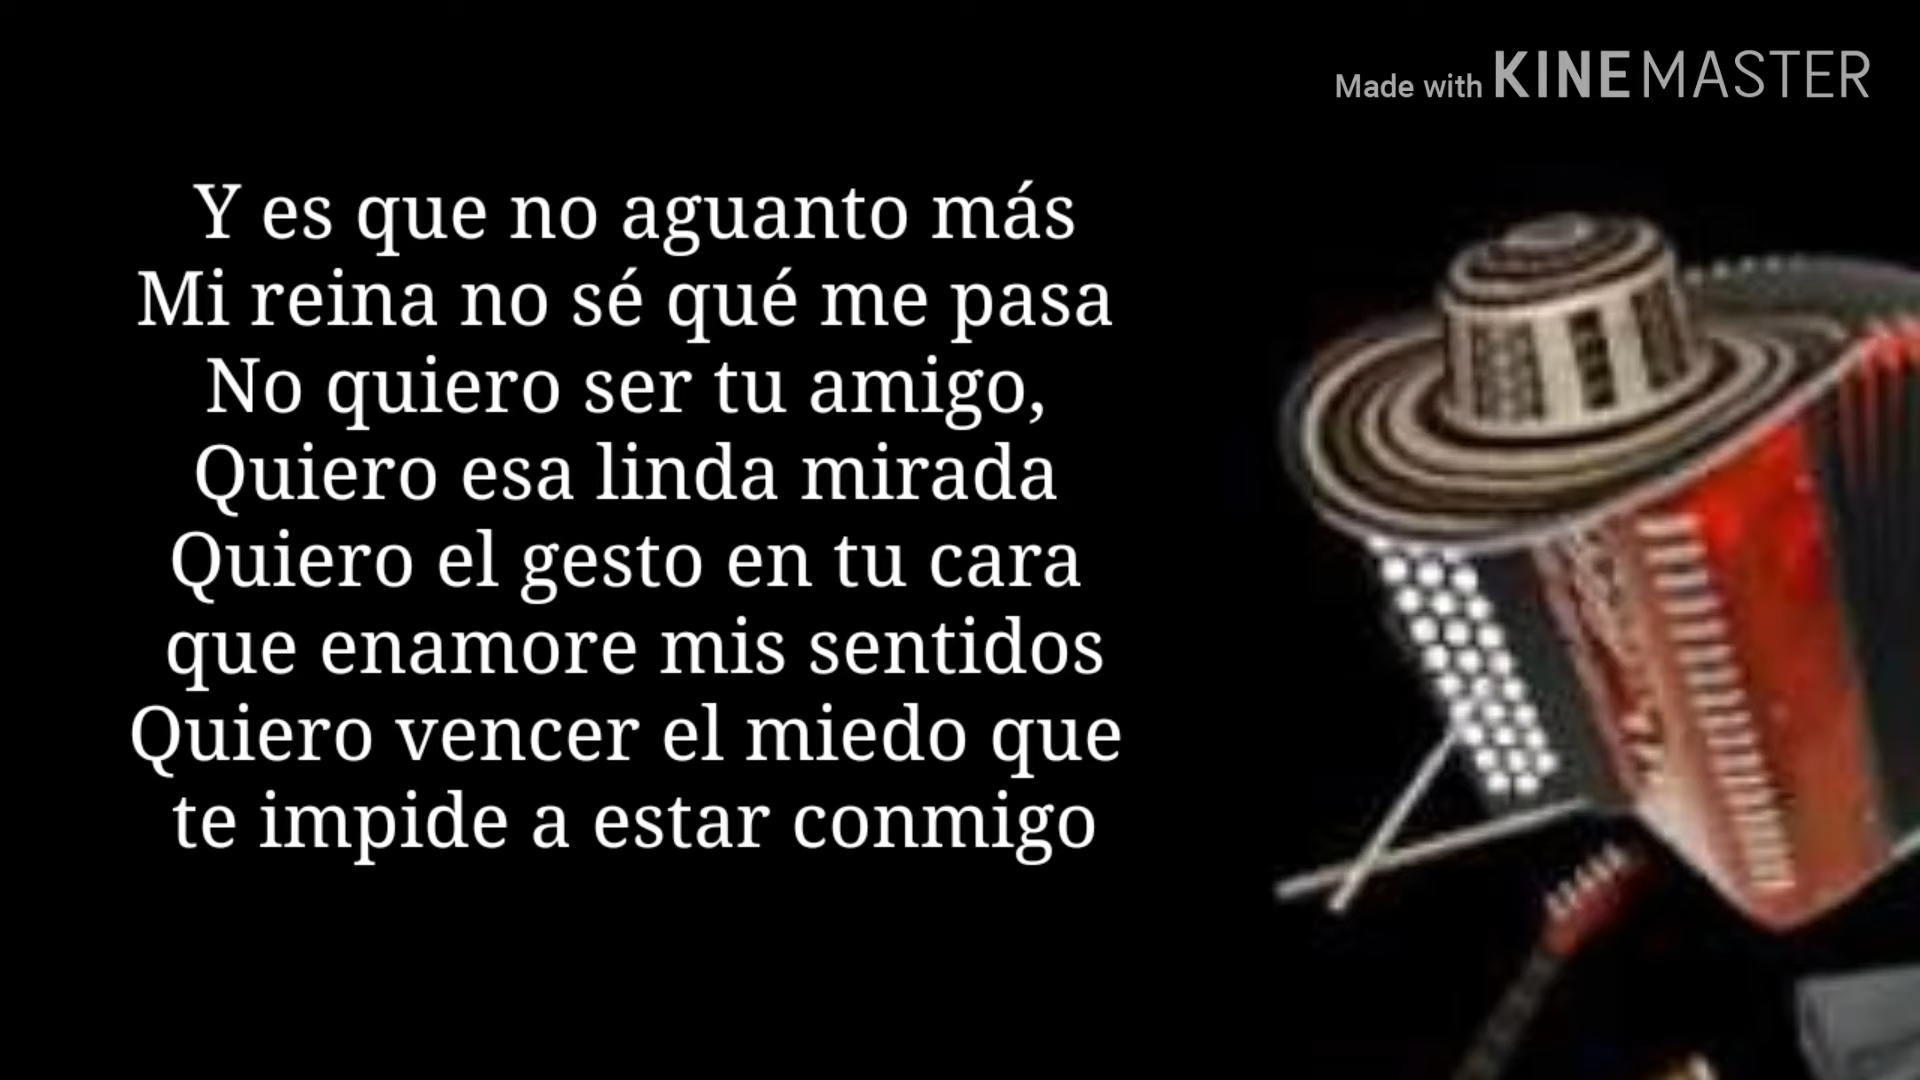 Made with KINEMASTER
Y es que no aguanto más
Mi reina no sé qué me pasa
No quiero ser tu amigo,
Quiero esa linda mirada
Quiero el gesto en tu cara
que enamore mis sentidos
Quiero vencer el miedo que
te impide a estar conmigo